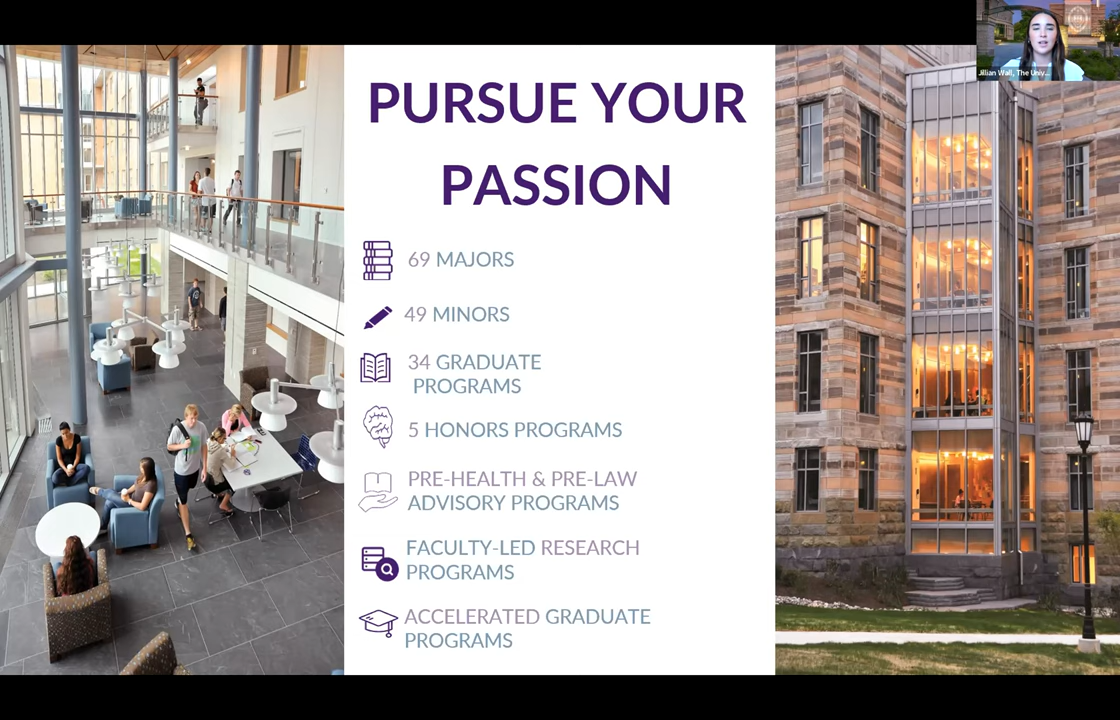 PURSUE YOUR
PASSION
69 MAJORS
49 MINORS
34 GRADUATE
PROGRAMS
5 HONORS PROGRAMS
PRE-HEALTH & PRE-LAW
ADVISORY PROGRAMS
FACULTY-LED RESEARCH
PROGRAMS
ACCELERATED GRADUATE
PROGRAMS
Jillian Wall, The Univ...